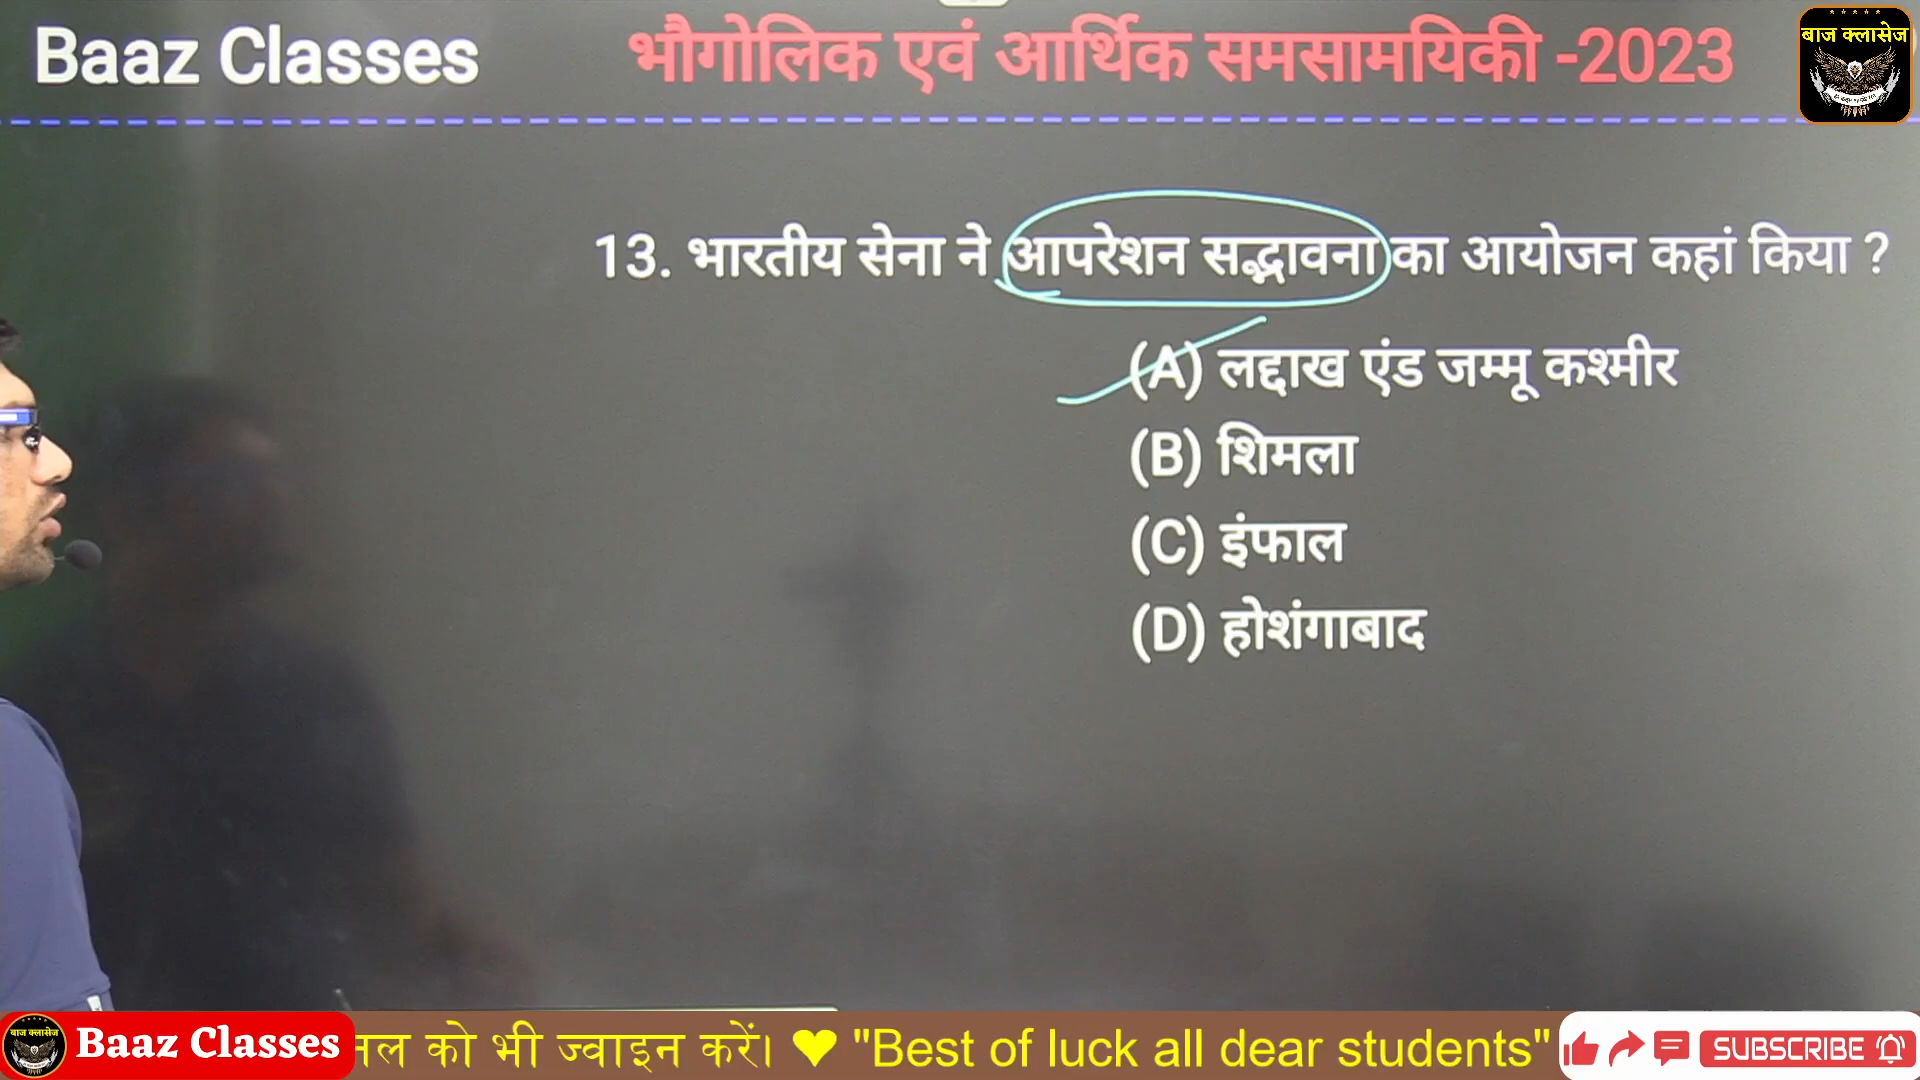 Baaz Classes
भौगोलिक एवं आर्थिक समसामयिकी -2023
बाज क्लासेज
13. भारतीय सेना ने आपरेशन सद्भावना का आयोजन कहां किया ?
(A) लद्दाख एंड जम्मू कश्मीर
(B) शिमला
(C) इंफाल
(D) होशंगाबाद
बाज क्लासेज
Baaz Classes
को भी ज्वाइन करें। "Best of luck all dear students"
SUBSCRIBE